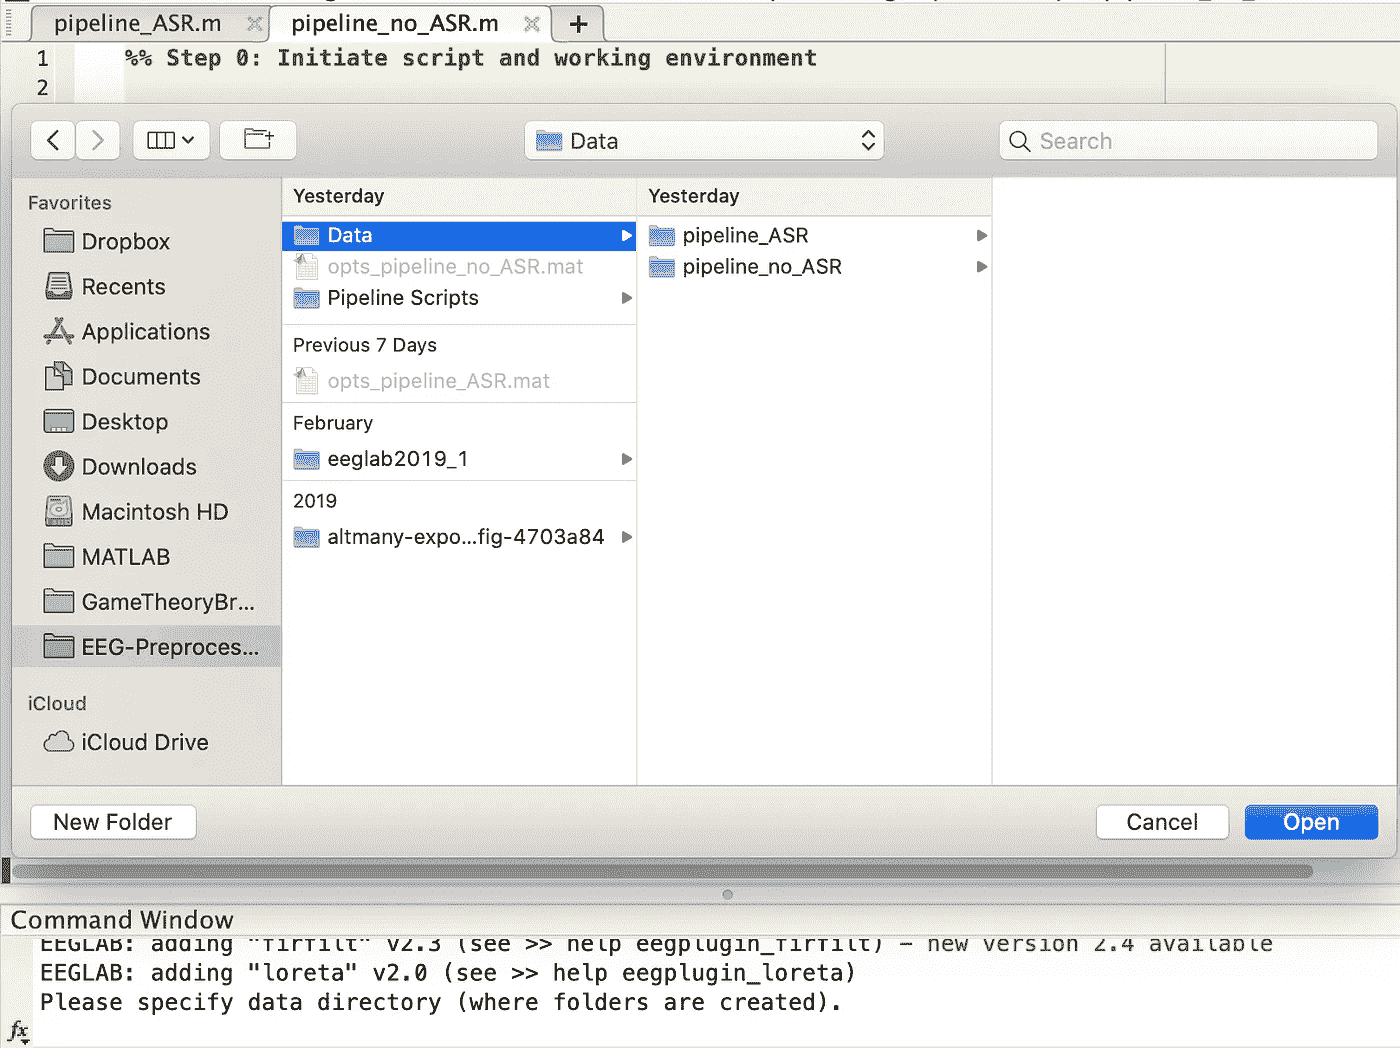 pipeline_ASR.m
pipeline_no_ASR.m
+
1 %% Step 0: Initiate script and working environment
2
Data
Search
Favorites
Dropbox
Recents
Applications
Documents
Desktop
Downloads
Macintosh HD
MATLAB
GameTheoryBr...
EEG-Preproces...
iCloud
iCloud Drive
Yesterday
Data
opts_pipeline_no_ASR.mat
Pipeline Scripts
Previous 7 Days
opts_pipeline_ASR.mat
February
eeglab2019_1
2019
altmany-expo...fig-4703a84
Yesterday
pipeline_ASR
pipeline_no_ASR
New Folder
Cancel
Open
Command Window
EEGLAB: adding "firfilt" v2.3 (see >> help eegplugin_firfilt) - new version 2.4 available
EEGLAB: adding "loreta" v2.0 (see >> help eegplugin_loreta)
Please specify data directory (where folders are created).
fx